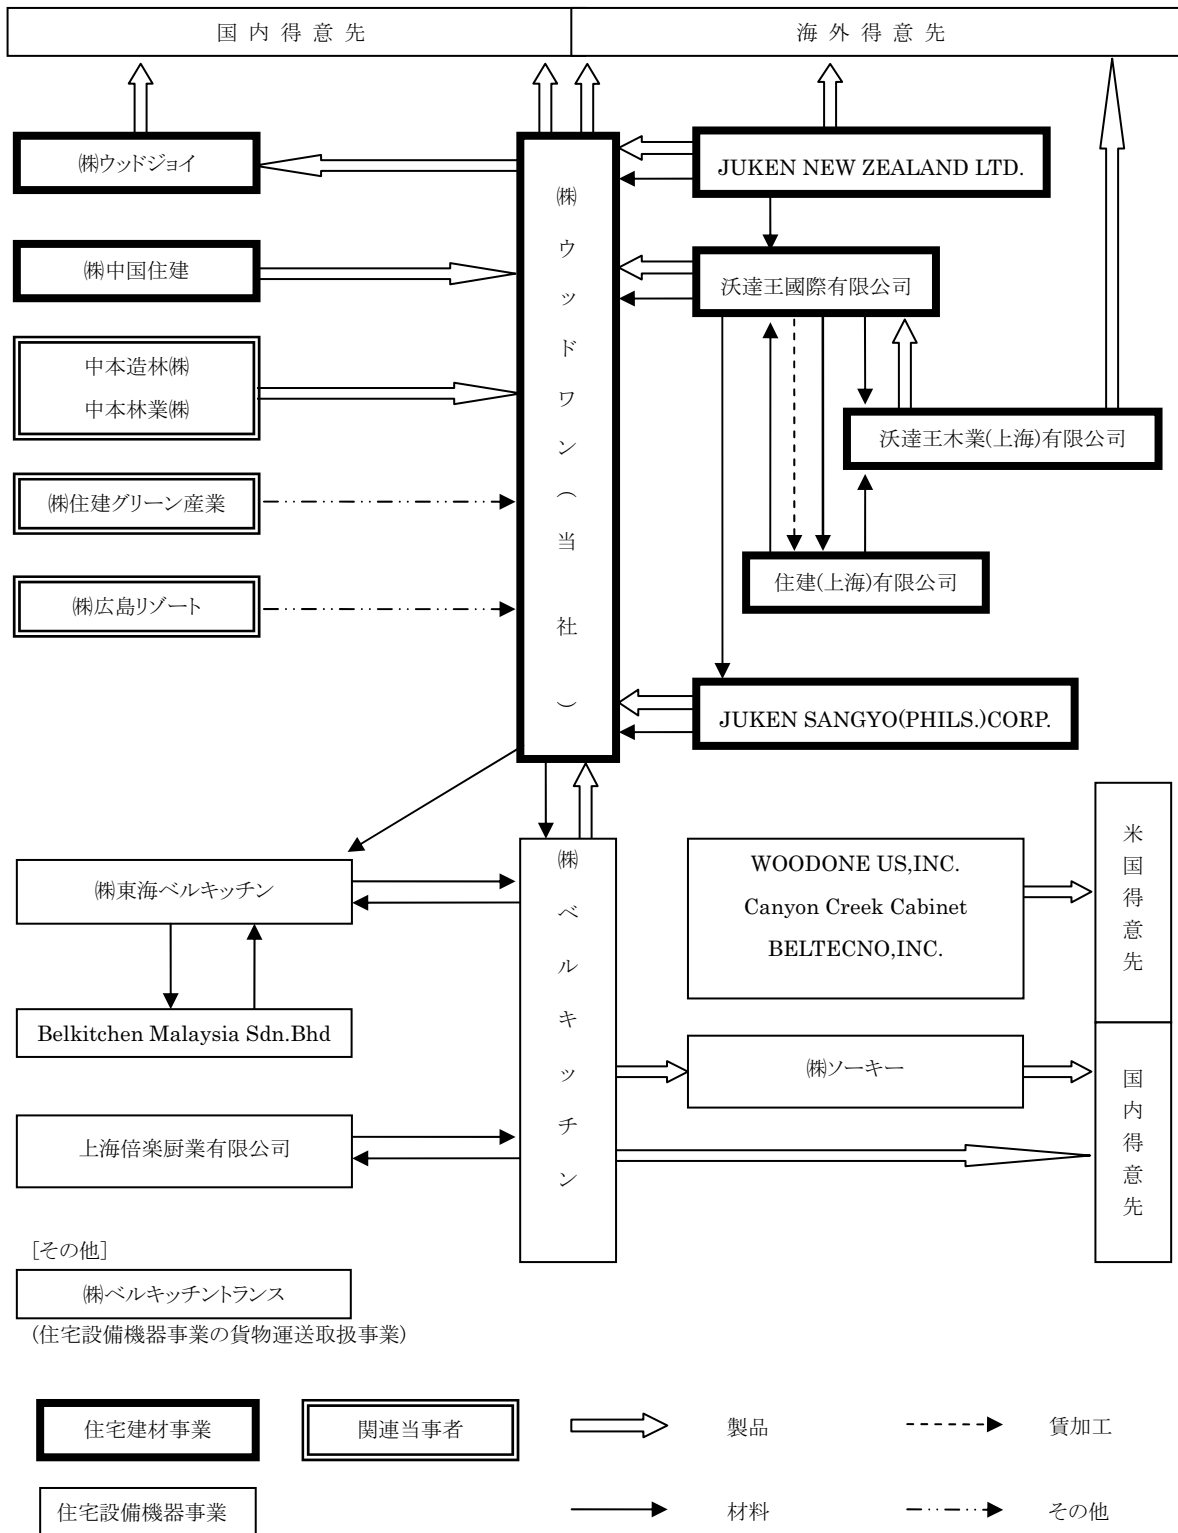 国内得意先
海外得意先
㈱ウッドジョイ
㈱中国住建
中本造林㈱
中本林業㈱
㈱住建グリーン産業
㈱広島リゾート
㈱ウッドワン(当社)
JUKEN NEW ZEALAND LTD.
沃達王國際有限公司
沃達王木業(上海)有限公司
住建(上海)有限公司
JUKEN SANGYO(PHILS.)CORP.
㈱東海ベルキッチン
Belkitchen Malaysia Sdn.Bhd
上海倍楽厨業有限公司
㈱ベルキッチン
WOODONE US,INC.
Canyon Creek Cabinet
BELTECNO,INC.
㈱ソーキー
米国得意先
国内得意先
[その他]
㈱ベルキッチントランス
(住宅設備機器事業の貨物運送取扱事業)
住宅建材事業
関連当事者
製品
賃加工
住宅設備機器事業
材料
その他